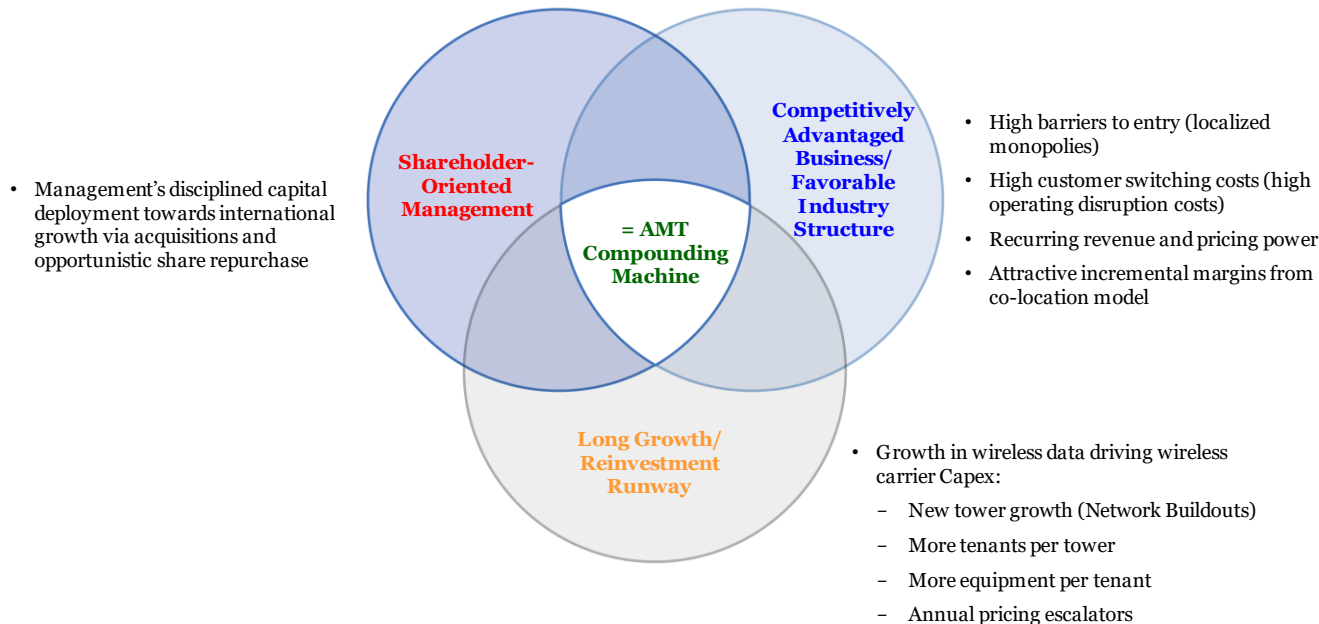 • Management’s disciplined capital
deployment towards international
growth via acquisitions and
opportunistic share repurchase
Shareholder-
Oriented
Management
Competitively
Advantaged
Business/
Favorable
Industry
Structure
= AMT
Compounding
Machine
Long Growth/
Reinvestment
Runway
• High barriers to entry (localized
monopolies)
• High customer switching costs (high
operating disruption costs)
• Recurring revenue and pricing power
• Attractive incremental margins from
co-location model
• Growth in wireless data driving wireless
carrier Capex:
– New tower growth (Network Buildouts)
– More tenants per tower
– More equipment per tenant
– Annual pricing escalators